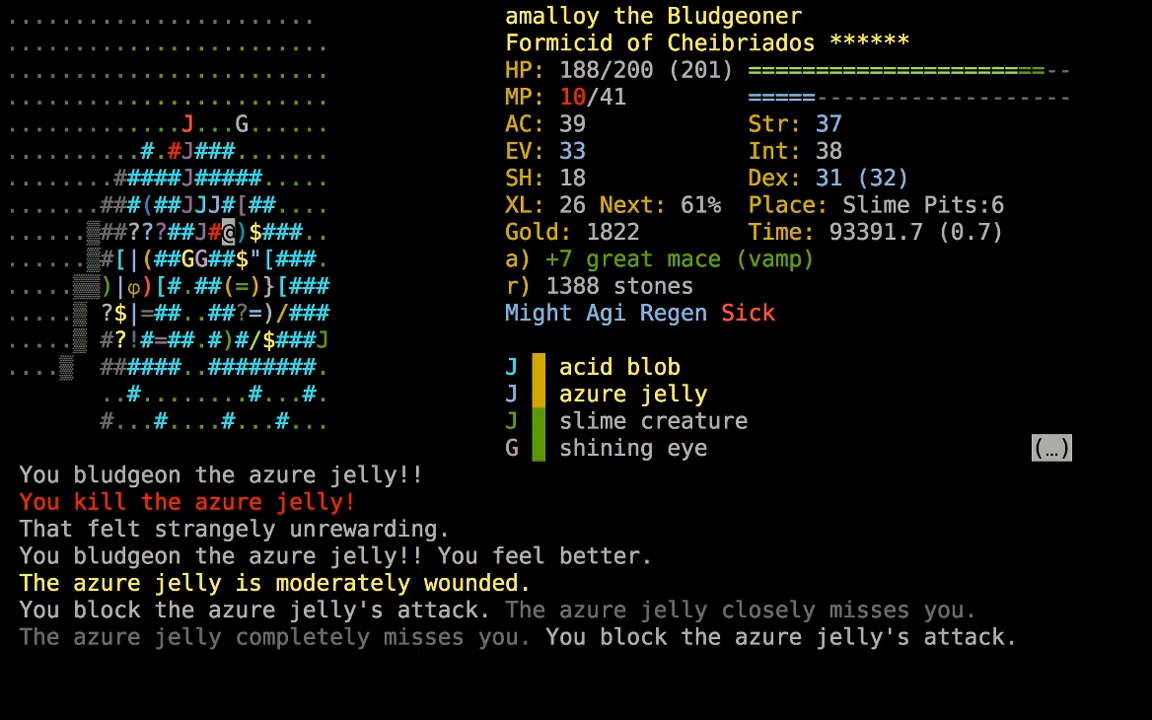 .......................
........................ amalloy the Bludgeoner
........................ Formicid of Cheibriados ******
........................ HP: 188/200 (201) ======================--
........................ MP: 10/41 =====-------------------
.............J...G...... AC: 39 Str: 37
..........#.#J###....... EV: 33 Int: 38
........#####J#####..... SH: 18 Dex: 31 (32)
.......###(##JJJ#[##.... XL: 26 Next: 61% Place: Slime Pits:6
......▒##???##J#@)$###.. Gold: 1822 Time: 93391.7 (0.7)
......▒#[|(##GG##$"[###. a) +7 great mace (vamp)
.....▒▒)|φ)[#.##(=)}[### r) 1388 stones
.....▒ ?$|=##..##?=)/### Might Agi Regen Sick
.....▒ #?!#=##.#)#/$###J
....▒ ######..########. J acid blob
..#........#...#. J azure jelly
#...#....#...#... J slime creature
G shining eye (…)
You bludgeon the azure jelly!!
You kill the azure jelly!
That felt strangely unrewarding.
You bludgeon the azure jelly!! You feel better.
The azure jelly is moderately wounded.
You block the azure jelly's attack. The azure jelly closely misses you.
The azure jelly completely misses you. You block the azure jelly's attack.